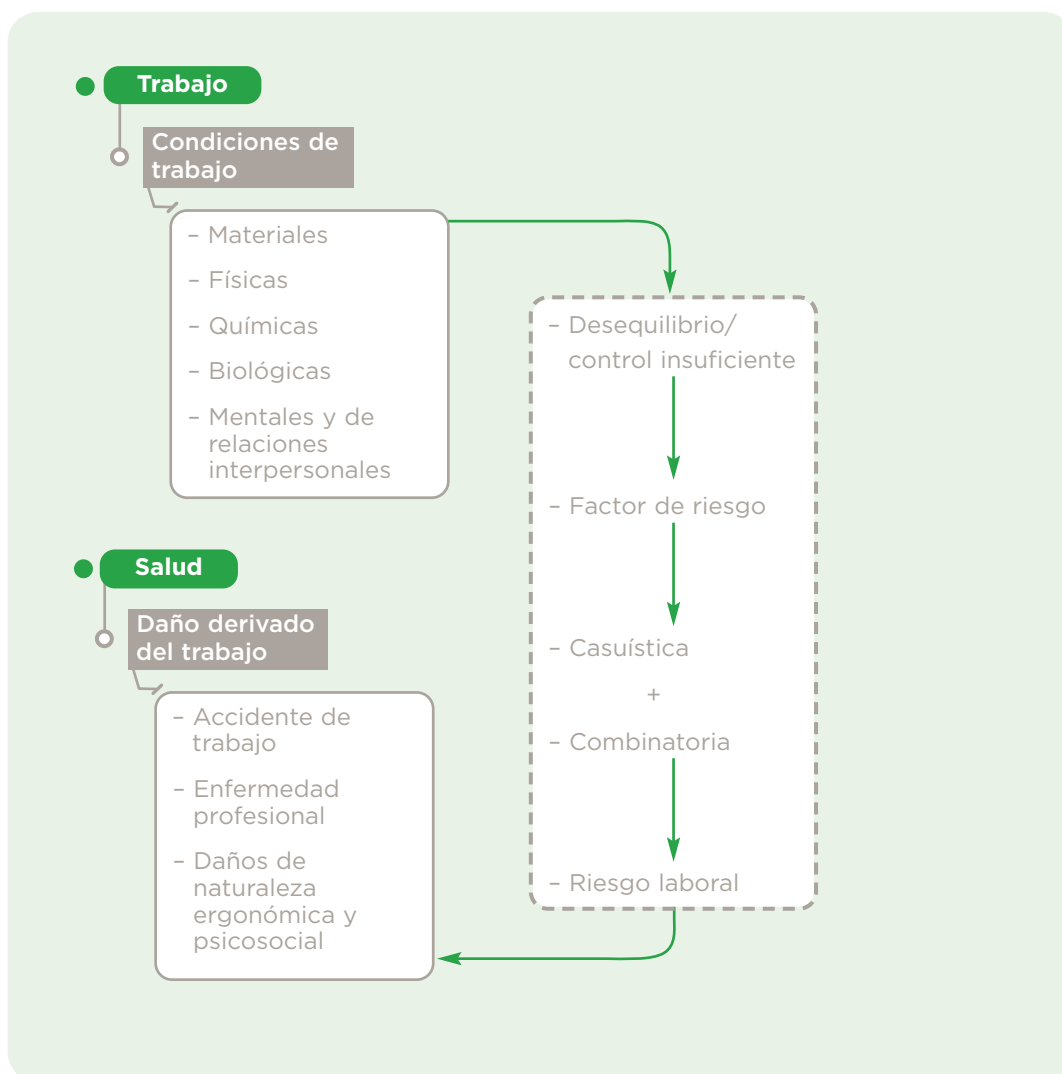 Trabajo
Condiciones de
trabajo
– Materiales
– Físicas
– Químicas
– Biológicas
– Mentales y de
relaciones
interpersonales
– Desequilibrio/
control insuficiente
– Factor de riesgo
– Casuística
+
– Combinatoria
– Riesgo laboral
Salud
Daño derivado
del trabajo
– Accidente de
trabajo
– Enfermedad
profesional
– Daños de
naturaleza
ergonómica y
psicosocial